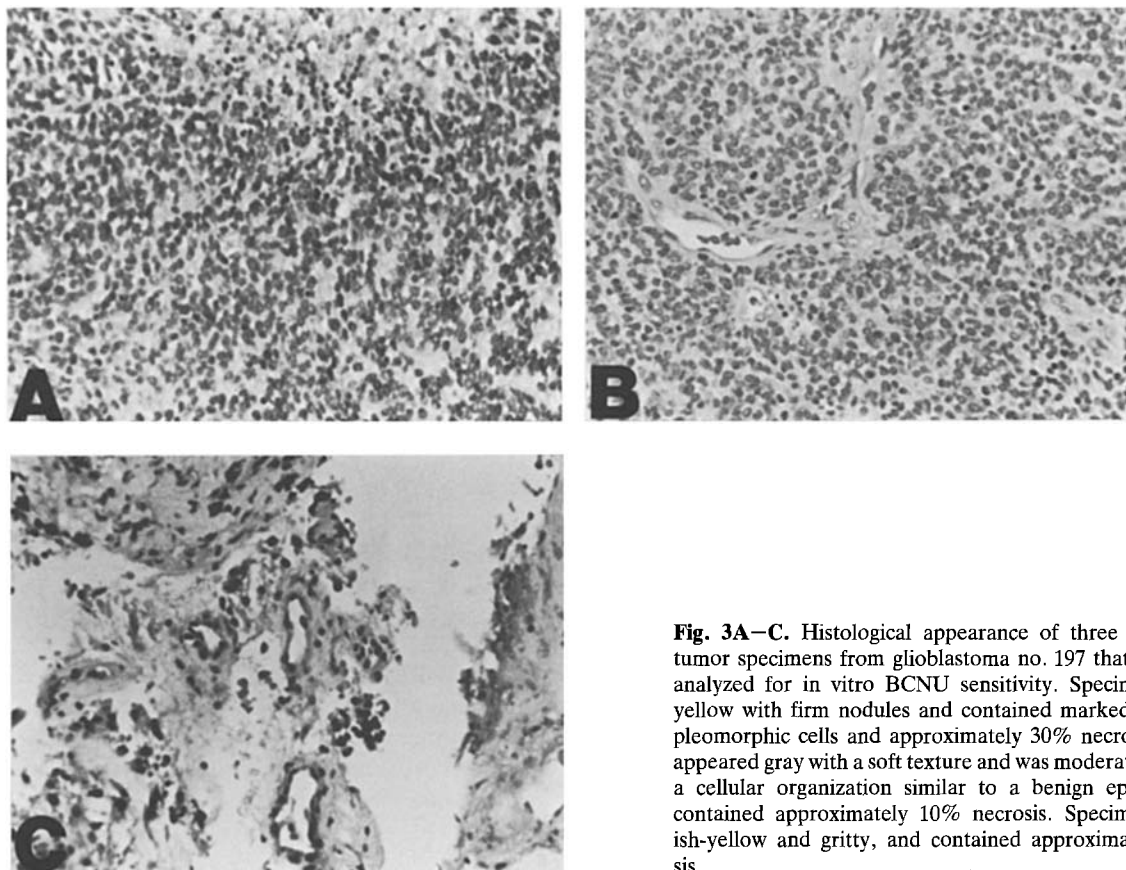 A
B
C
Fig. 3A–C. Histological appearance of three
tumor specimens from glioblastoma no. 197 that
analyzed for in vitro BCNU sensitivity. Specim
yellow with firm nodules and contained marked
pleomorphic cells and approximately 30% necro
appeared gray with a soft texture and was moderat
a cellular organization similar to a benign ep
contained approximately 10% necrosis. Specim
ish-yellow and gritty, and contained approxima
sis